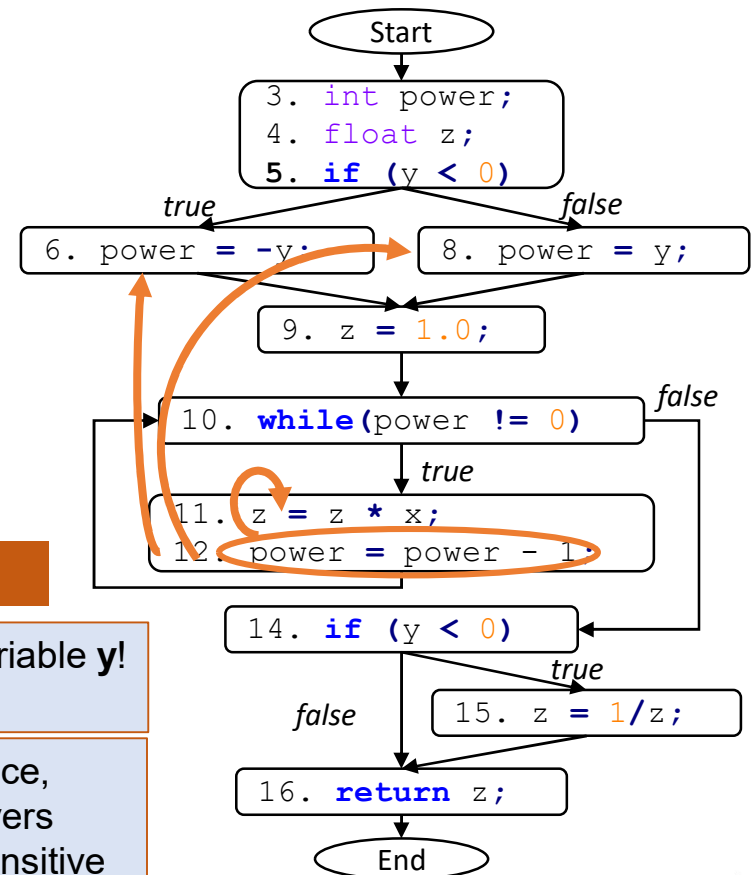 Start
3. int power;
4. float z;
5. if (y < 0)
true
false
6. power = -y;
8. power = y;
9. z = 1.0;
10. while(power != 0)
false
true
11. z = z * x;
12. power = power - 1;
14. if (y < 0)
true
false
15. z = 1/z;
16. return z;
End
riable y!
ce,
vers
nsitive